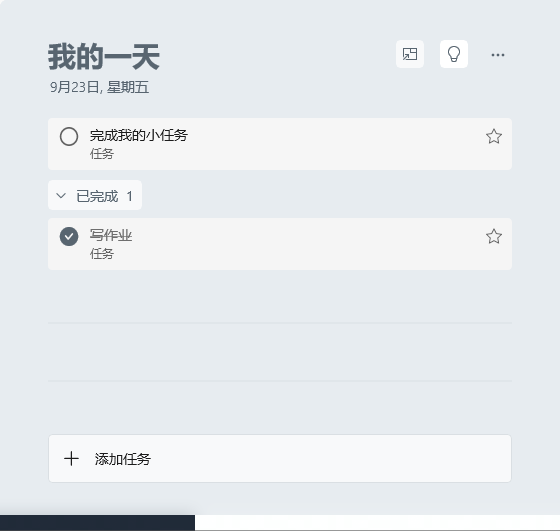 我的一天
9月23日, 星期五
完成我的小任务
任务
已完成 1
写作业
任务
添加任务